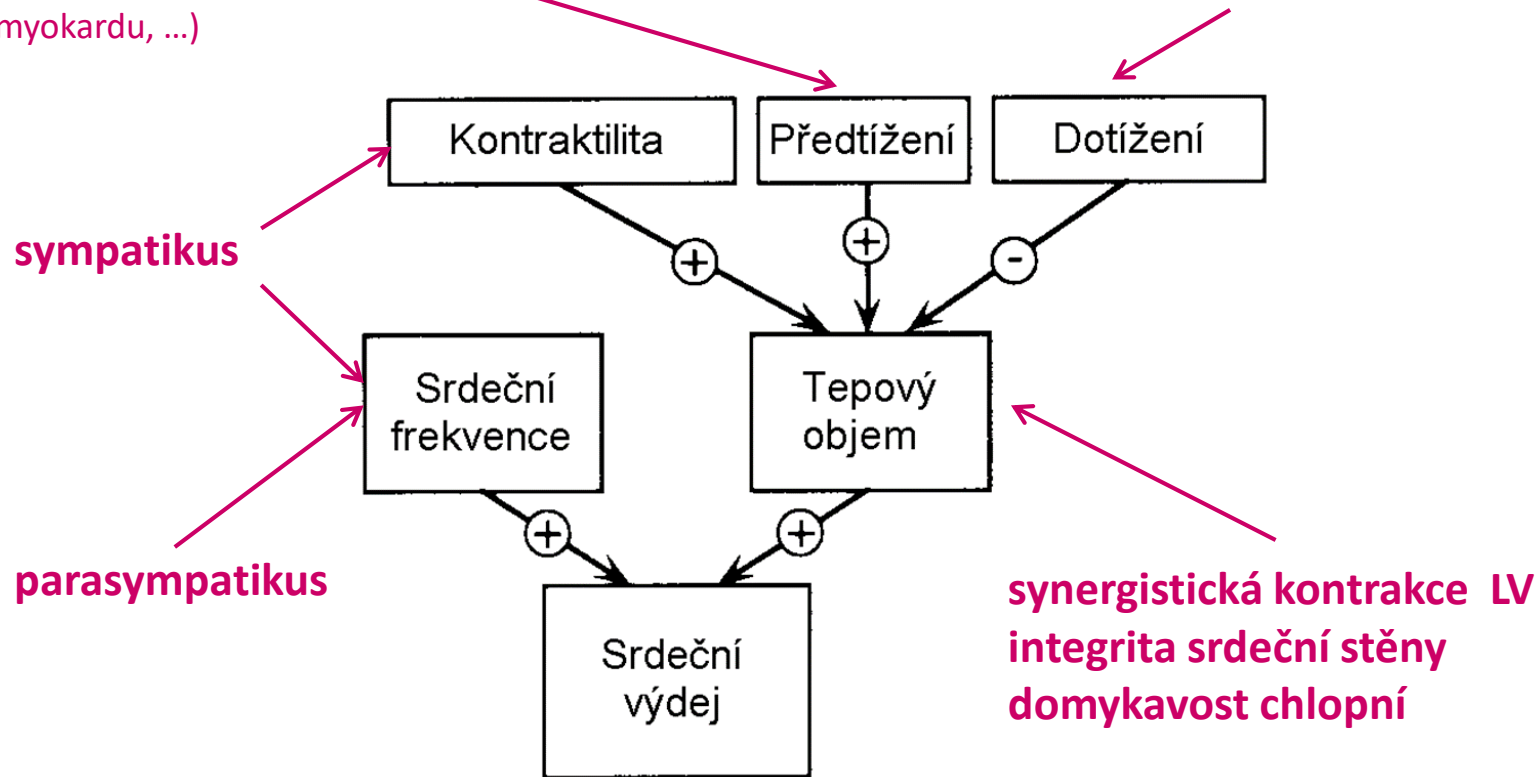 myokardu, ...)
Kontraktilita
Předtížení
Dotížení
+
+
-
sympatikus
Srdeční
frekvence
Tepový
objem
+
+
parasympatikus
Srdeční
výdej
synergistická kontrakce LV
integrita srdeční stěny
domykavost chlopní